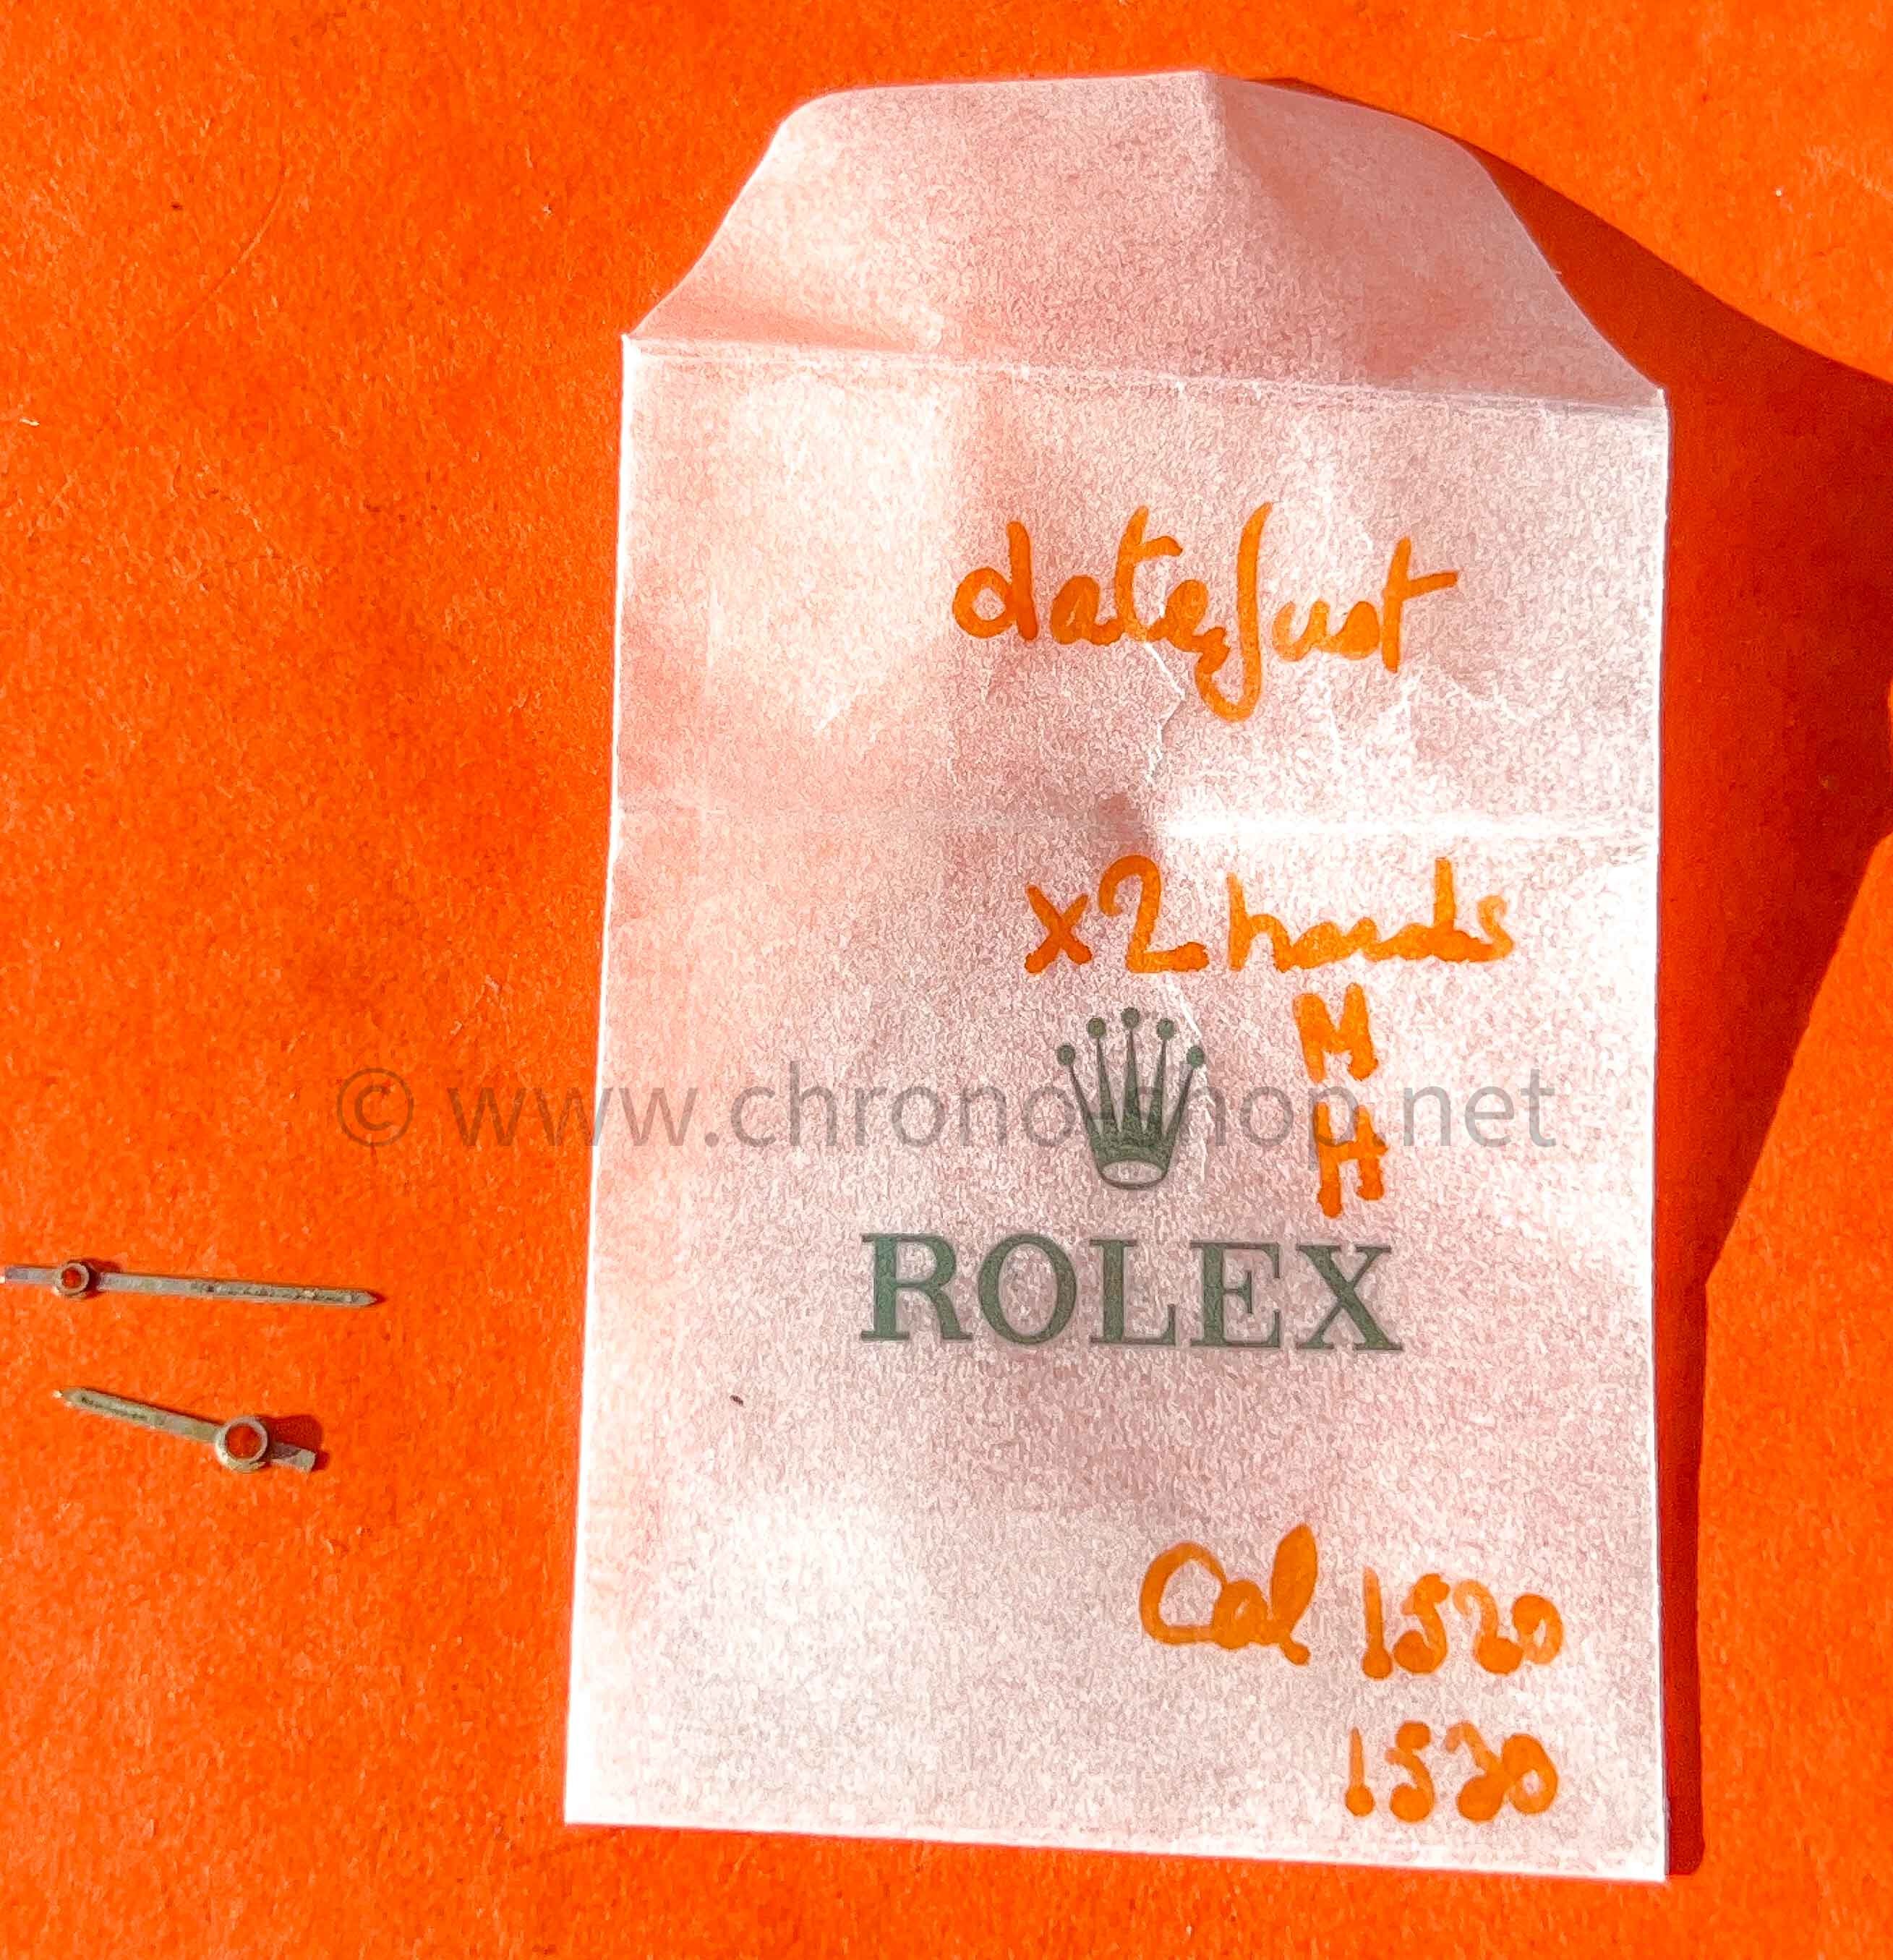 datejust
x2 hands
M
H
© www.chrono-shop.net
ROLEX
Cal 1520
1530